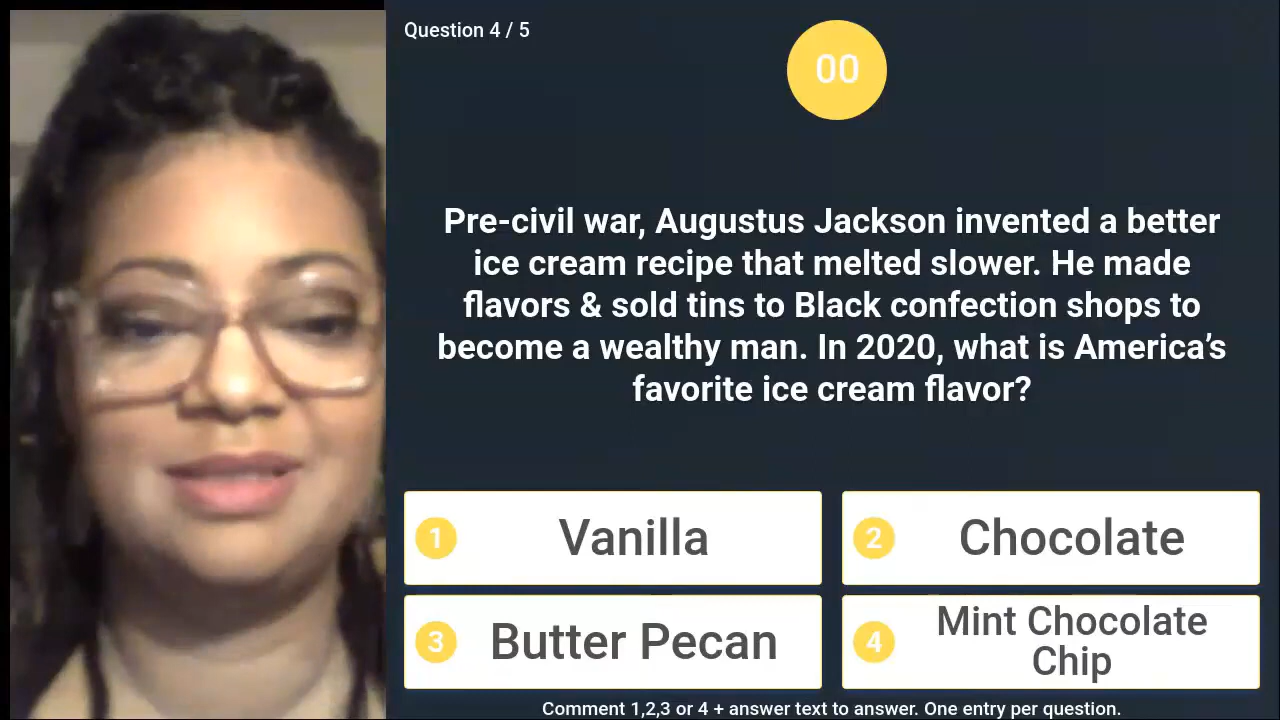 Question 4 / 5
00
Pre-civil war, Augustus Jackson invented a better
ice cream recipe that melted slower. He made
flavors & sold tins to Black confection shops to
become a wealthy man. In 2020, what is America’s
favorite ice cream flavor?
1 Vanilla
2 Chocolate
3 Butter Pecan
4 Mint Chocolate
Chip
Comment 1,2,3 or 4 + answer text to answer. One entry per question.